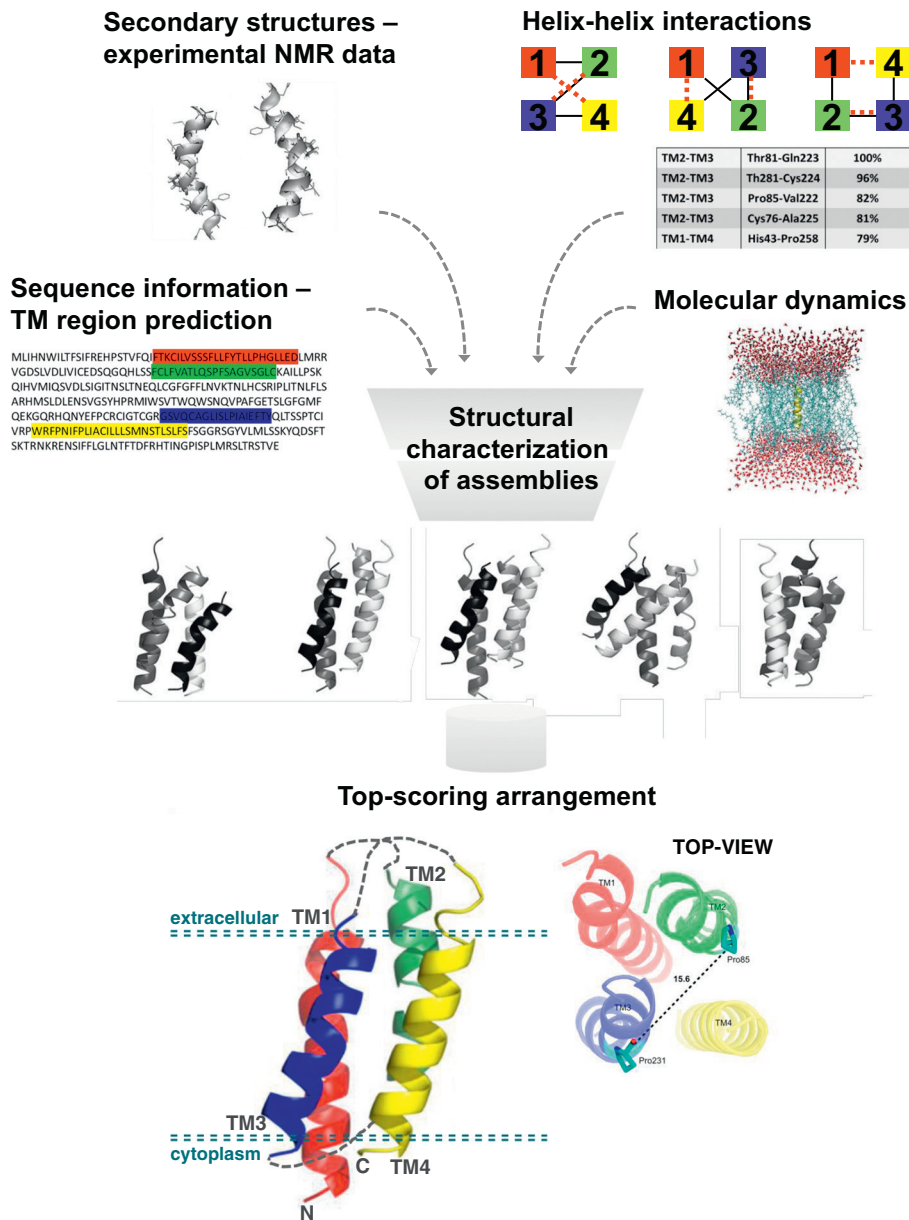 Secondary structures –
experimental NMR data
Helix-helix interactions
1 2
3 4
1 3
4 2
1 4
2 3
TM2-TM3 Thr81-Gln223 100%
TM2-TM3 Th281-Cys224 96%
TM2-TM3 Pro85-Val222 82%
TM2-TM3 Cys76-Ala225 81%
TM1-TM4 His43-Pro258 79%
Sequence information –
TM region prediction
MLIHNWILTFSIFREHPSTVFQIFTKCILVSSSFLLFYTLLPHGLLEDLMRR
VGDSLVDLIVICEDSQGQHLSSFCLFVATLQSPFSAGVSGLCKAILLPSK
QIHVMIQSVDLSIGITNSLTNEQLCGFGFFLNVKTNLHCSRIPLITNLFLS
ARHMSLDLENSVGSYHPRMIWSVTWQWSNQVPAFGETSLGFGMF
QEKGQRHQNYEFPCRCIGTCGRGSVQCAGLISLPIAIEFTYQLTSSPTCI
VRPWRFPNIFPLIACILLLSMNSTLSLFSFSGGRSGYVLMLSSKYQDSFT
SKTRNKRENSIFFLGLNTFTDFRHTINGPISPLMRSLTRSTVE
Molecular dynamics
Structural
characterization
of assemblies
Top-scoring arrangement
TOP-VIEW
TM2
TM1
extracellular
TM3
cytoplasm
C
TM4
N
TM1
TM2
Pro85
15.6
TM3
TM4
Pro231